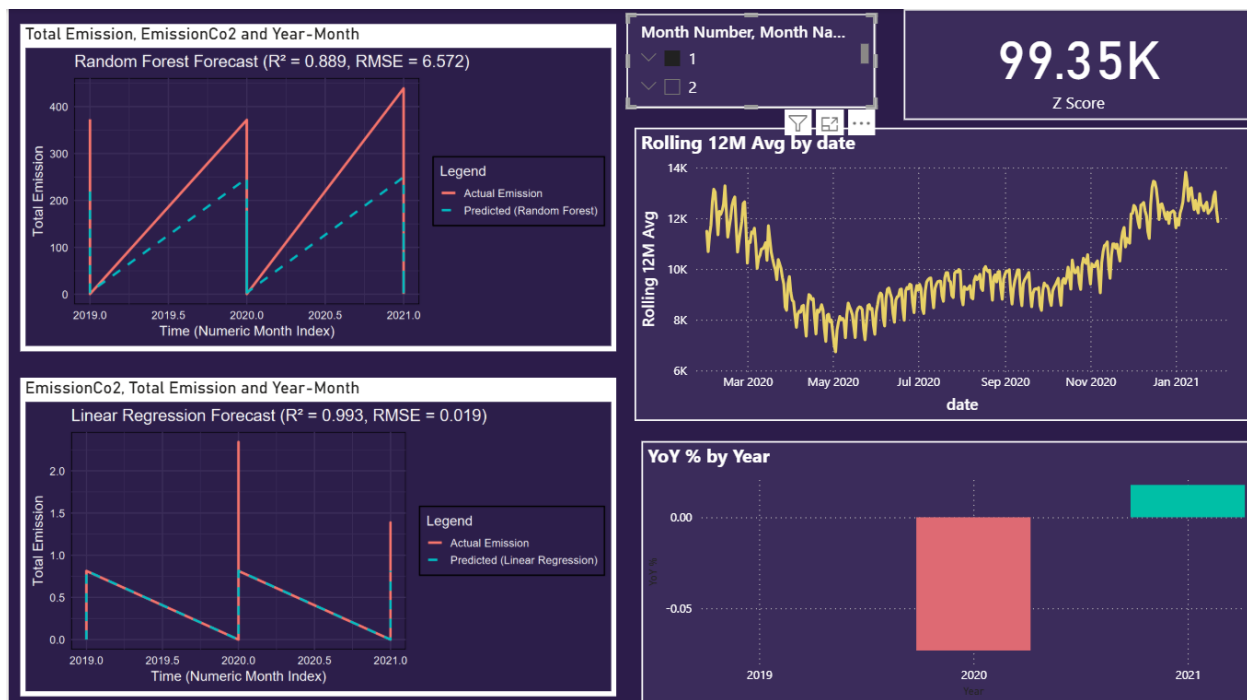 Total Emission, EmissionCo2 and Year-Month
Random Forest Forecast (R² = 0.889, RMSE = 6.572)
Total Emission
400
300
200
100
0
2019.0 2019.5 2020.0 2020.5 2021.0
Time (Numeric Month Index)
Legend
Actual Emission
Predicted (Random Forest)
EmissionCo2, Total Emission and Year-Month
Linear Regression Forecast (R² = 0.993, RMSE = 0.019)
Total Emission
2.0
1.5
1.0
0.5
0.0
2019.0 2019.5 2020.0 2020.5 2021.0
Time (Numeric Month Index)
Legend
Actual Emission
Predicted (Linear Regression)
Month Number, Month Na...
1
2
99.35K
Z Score
Rolling 12M Avg by date
Rolling 12M Avg
14K
12K
10K
8K
6K
Mar 2020 May 2020 Jul 2020 Sep 2020 Nov 2020 Jan 2021
date
YoY % by Year
YoY %
0.00
-0.05
2019 2020 2021
Year